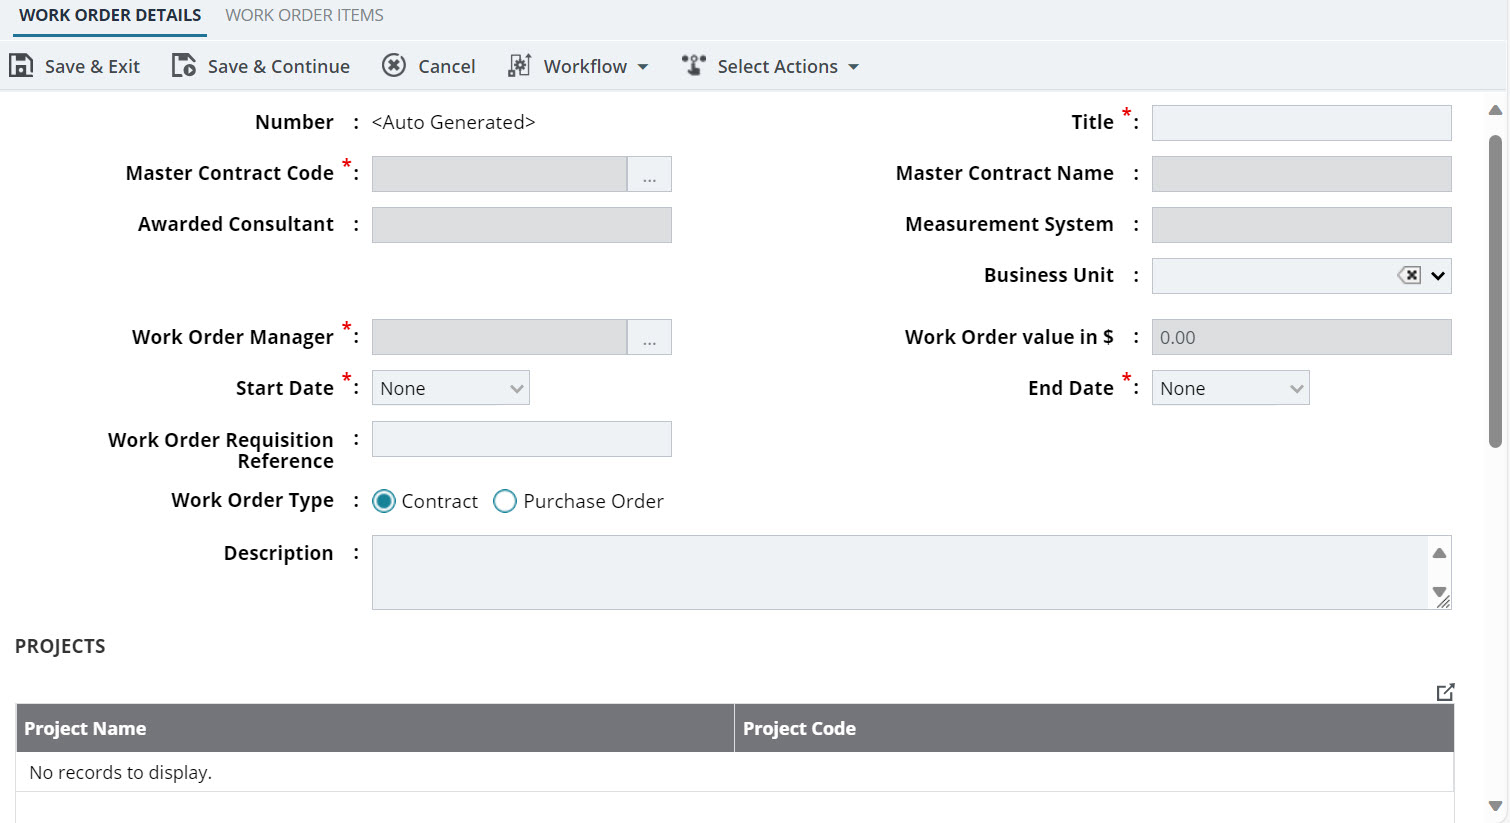 WORK ORDER DETAILS WORK ORDER ITEMS
Save & Exit Save & Continue Cancel Workflow Select Actions
Number : <Auto Generated> Title * :
Master Contract Code * : ... Master Contract Name :
Awarded Consultant : Measurement System :
Business Unit :
Work Order Manager * : ... Work Order value in $ : 0.00
Start Date * : None End Date * : None
Work Order Requisition :
Reference
Work Order Type : Contract Purchase Order
Description :
PROJECTS
Project Name Project Code
No records to display.